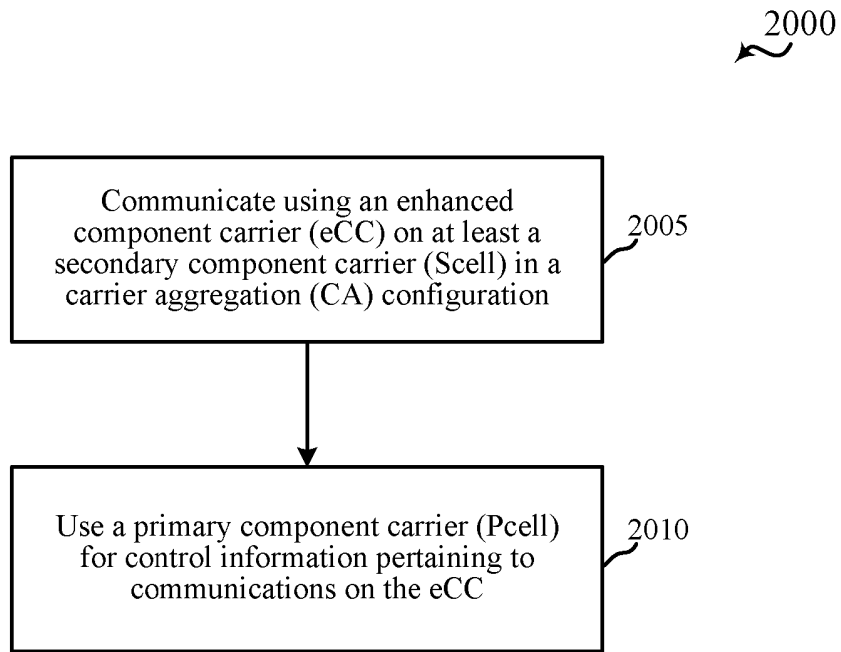 2000
Communicate using an enhanced
component carrier (eCC) on at least a
secondary component carrier (Scell) in a
carrier aggregation (CA) configuration
2005
Use a primary component carrier (Pcell)
for control information pertaining to
communications on the eCC
2010